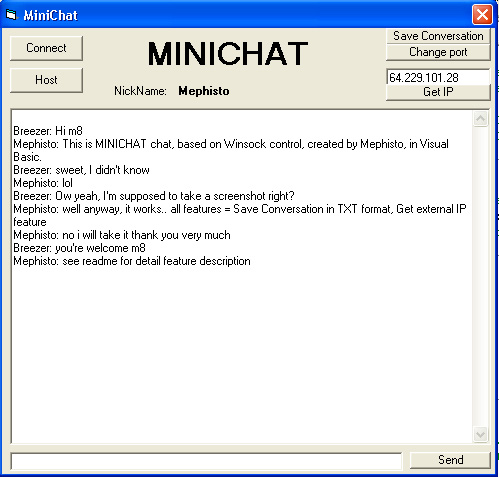 MiniChat
Connect
Host
MINICHAT
NickName: Mephisto
Save Conversation
Change port
64.229.101.28
Get IP
Breezer: Hi m8
Mephisto: This is MINICHAT chat, based on Winsock control, created by Mephisto, in Visual
Basic.
Breezer: sweet, I didn't know
Mephisto: lol
Breezer: Ow yeah, I'm supposed to take a screenshot right?
Mephisto: well anyway, it works.. all features = Save Conversation in TXT format, Get external IP
feature
Mephisto: no i will take it thank you very much
Breezer: you're welcome m8
Mephisto: see readme for detail feature description
Send